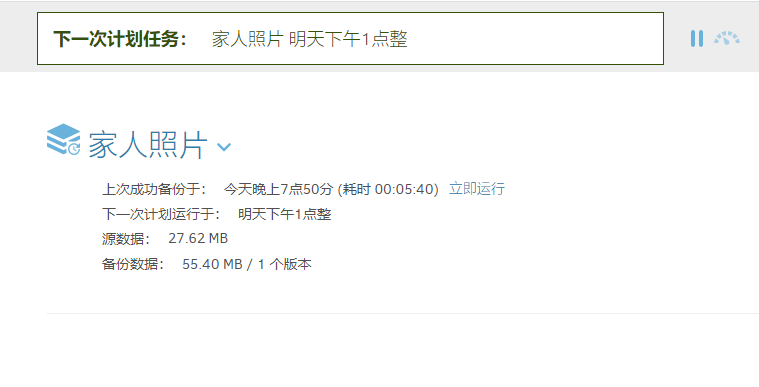 下一次计划任务： 家人照片 明天下午1点整
家人照片
上次成功备份于： 今天晚上7点50分 (耗时 00:05:40) 立即运行
下一次计划运行于： 明天下午1点整
源数据： 27.62 MB
备份数据： 55.40 MB / 1 个版本